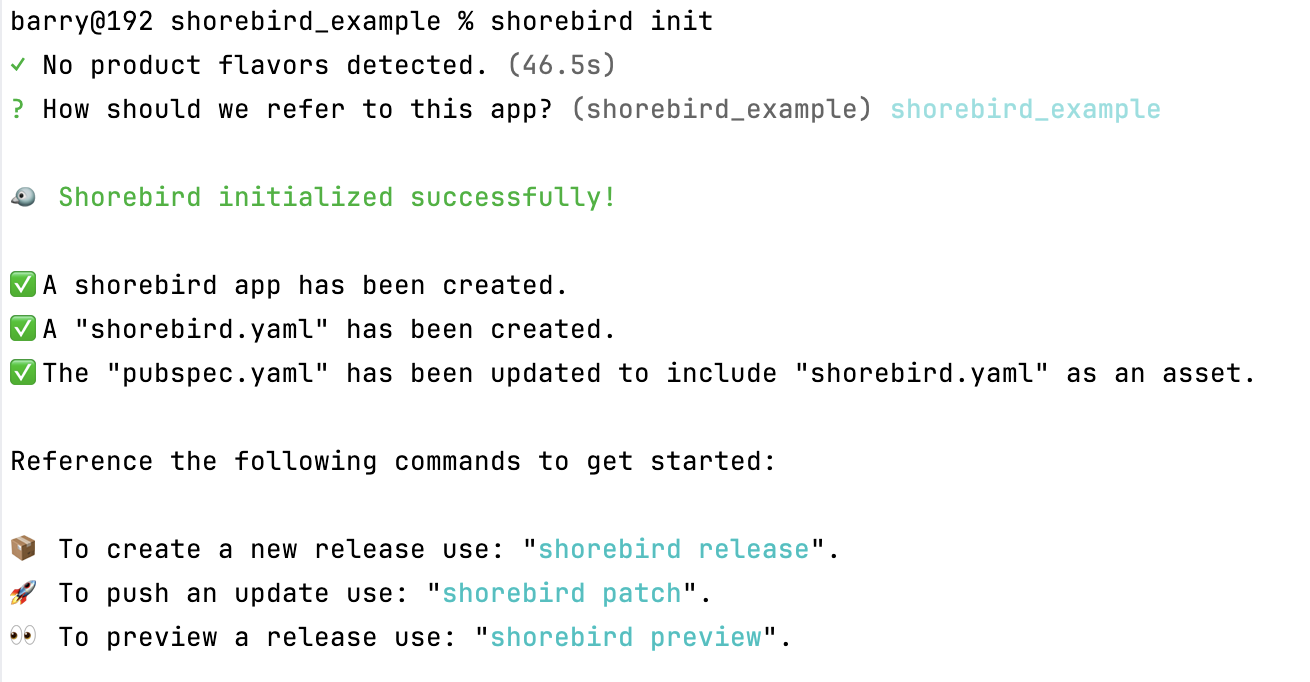 barry@192 shorebird_example % shorebird init
✓ No product flavors detected. (46.5s)
? How should we refer to this app? (shorebird_example) shorebird_example
🐦 Shorebird initialized successfully!
✅ A shorebird app has been created.
✅ A "shorebird.yaml" has been created.
✅ The "pubspec.yaml" has been updated to include "shorebird.yaml" as an asset.
Reference the following commands to get started:
📦 To create a new release use: "shorebird release".
🚀 To push an update use: "shorebird patch".
👀 To preview a release use: "shorebird preview".